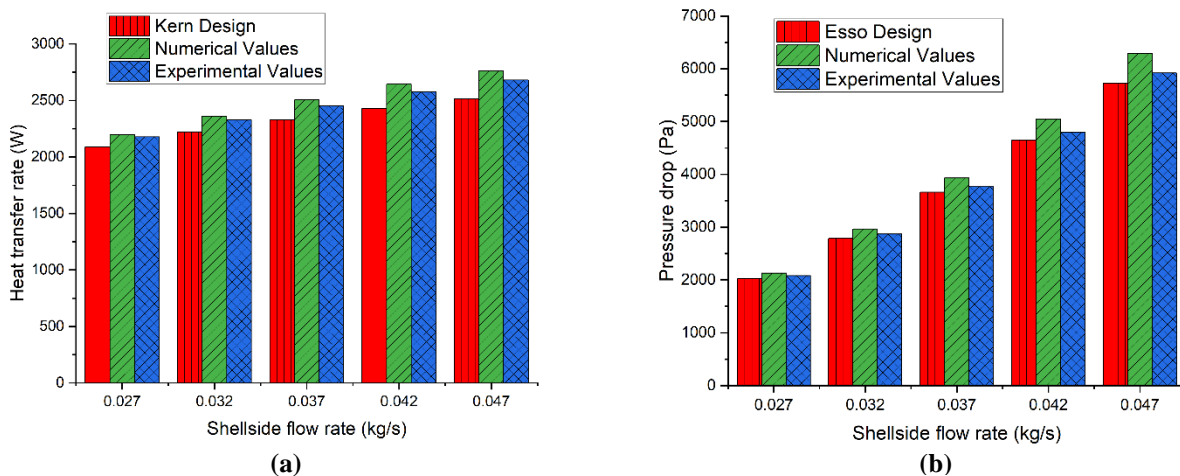 Kern Design
Numerical Values
Experimental Values
3000
2500
2000
1500
1000
500
0
Heat transfer rate (W)
0.027 0.032 0.037 0.042 0.047
Shellside flow rate (kg/s)
(a)
Esso Design
Numerical Values
Experimental Values
7000
6000
5000
4000
3000
2000
1000
0
Pressure drop (Pa)
0.027 0.032 0.037 0.042 0.047
Shellside flow rate (kg/s)
(b)